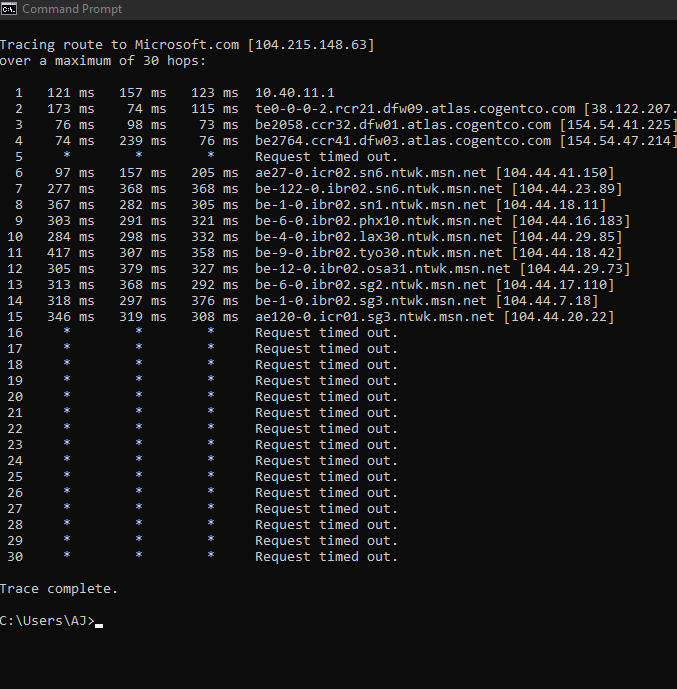 Command Prompt
Tracing route to Microsoft.com [104.215.148.63]
over a maximum of 30 hops:
1 121 ms 157 ms 123 ms 10.40.11.1
2 173 ms 74 ms 115 ms te0-0-0-2.rcr21.dfw09.atlas.cogentco.com [38.122.207.
3 76 ms 98 ms 73 ms be2058.ccr32.dfw01.atlas.cogentco.com [154.54.41.225]
4 74 ms 239 ms 76 ms be2764.ccr41.dfw03.atlas.cogentco.com [154.54.47.214]
5 * * * Request timed out.
6 97 ms 157 ms 205 ms ae27-0.icr02.sn6.ntwk.msn.net [104.44.41.150]
7 277 ms 368 ms 368 ms be-122-0.ibr02.sn6.ntwk.msn.net [104.44.23.89]
8 367 ms 282 ms 305 ms be-1-0.ibr02.sn1.ntwk.msn.net [104.44.18.11]
9 303 ms 291 ms 321 ms be-6-0.ibr02.phx10.ntwk.msn.net [104.44.16.183]
10 284 ms 298 ms 332 ms be-4-0.ibr02.lax30.ntwk.msn.net [104.44.29.85]
11 417 ms 307 ms 358 ms be-9-0.ibr02.tyo30.ntwk.msn.net [104.44.18.42]
12 305 ms 379 ms 327 ms be-12-0.ibr02.osa31.ntwk.msn.net [104.44.29.73]
13 313 ms 368 ms 292 ms be-6-0.ibr02.sg2.ntwk.msn.net [104.44.17.110]
14 318 ms 297 ms 376 ms be-1-0.ibr02.sg3.ntwk.msn.net [104.44.7.18]
15 346 ms 319 ms 308 ms ae120-0.icr01.sg3.ntwk.msn.net [104.44.20.22]
16 * * * Request timed out.
17 * * * Request timed out.
18 * * * Request timed out.
19 * * * Request timed out.
20 * * * Request timed out.
21 * * * Request timed out.
22 * * * Request timed out.
23 * * * Request timed out.
24 * * * Request timed out.
25 * * * Request timed out.
26 * * * Request timed out.
27 * * * Request timed out.
28 * * * Request timed out.
29 * * * Request timed out.
30 * * * Request timed out.
Trace complete.
C:\Users\AJ>